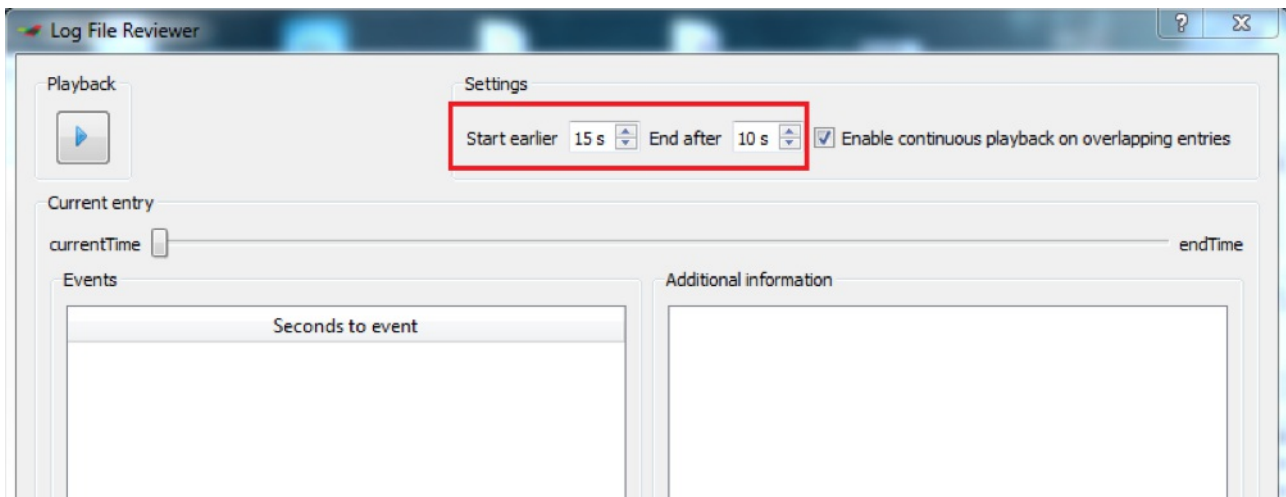 Log File Reviewer
Playback
Settings
Start earlier 15 s End after 10 s Enable continuous playback on overlapping entries
Current entry
currentTime endTime
Events
Additional information
Seconds to event